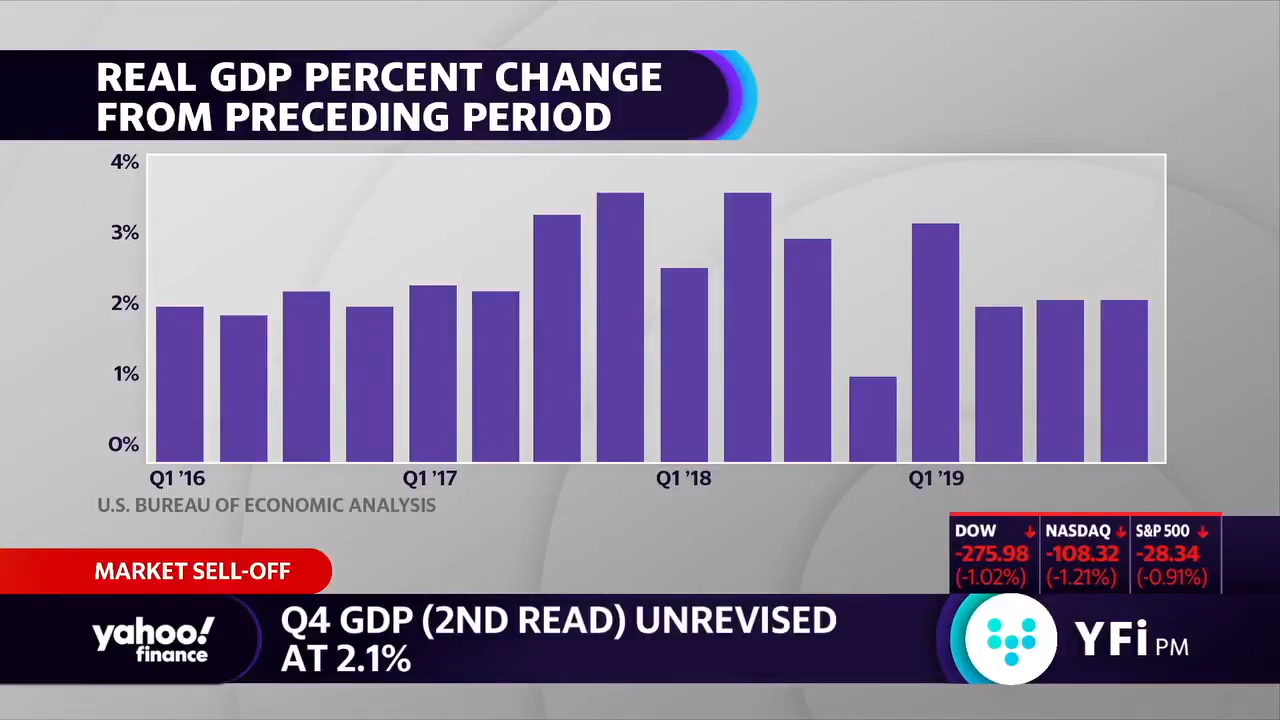 REAL GDP PERCENT CHANGE
FROM PRECEDING PERIOD
4%
3%
2%
1%
0%
Q1 ’16 Q1 ’17 Q1 ’18 Q1 ’19
U.S. BUREAU OF ECONOMIC ANALYSIS
DOW NASDAQ S&P 500
-275.98 -108.32 -28.34
(-1.02%) (-1.21%) (-0.91%)
MARKET SELL-OFF
yahoo!
finance
Q4 GDP (2ND READ) UNREVISED
AT 2.1%
YFi PM